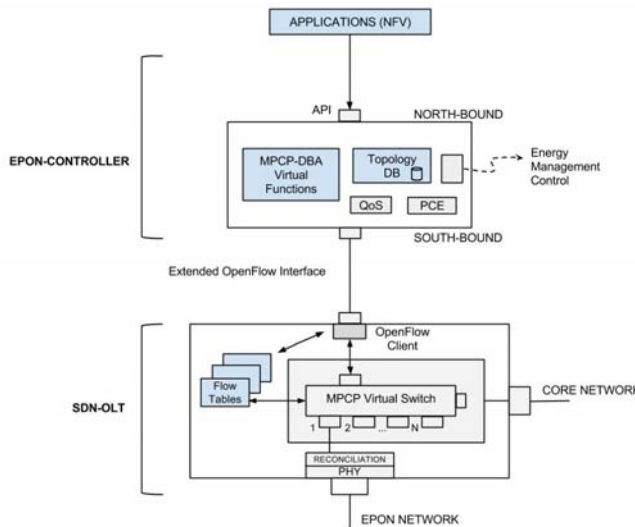 APPLICATIONS (NFV)
API
NORTH-BOUND
EPON-CONTROLLER
MPCP-DBA
Virtual
Functions
Topology
DB
QoS
PCE
Energy
Management
Control
SOUTH-BOUND
Extended OpenFlow Interface
OpenFlow
Client
SDN-OLT
Flow
Tables
MPCP Virtual Switch
1 2 ... N
CORE NETWORK
RECONCILIATION
PHY
EPON NETWORK